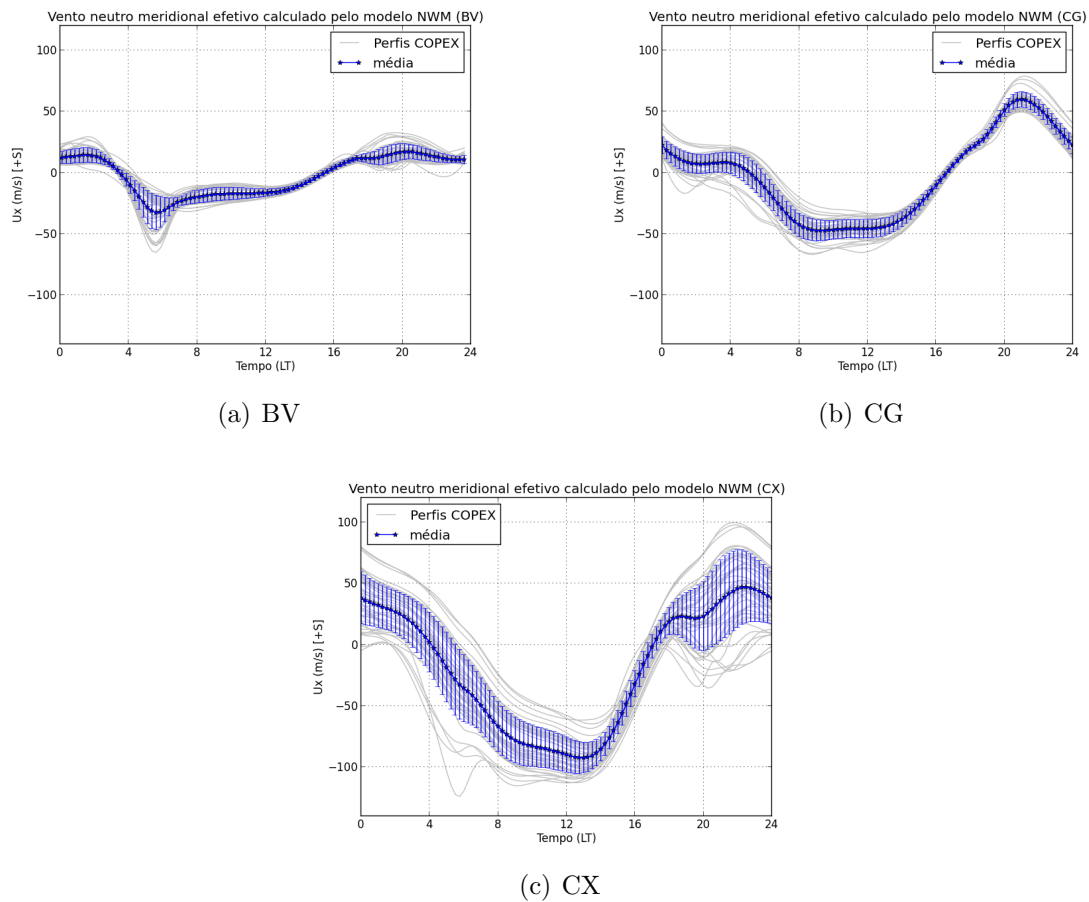 Vento neutro meridional efetivo calculado pelo modelo NWM (BV)
Perfis COPEX
média
Ux (m/s) [+S]
100
50
0
−50
−100
0 4 8 12 16 20 24
Tempo (LT)
(a) BV
Vento neutro meridional efetivo calculado pelo modelo NWM (CG)
Perfis COPEX
média
Ux (m/s) [+S]
100
50
0
−50
−100
0 4 8 12 16 20 24
Tempo (LT)
(b) CG
Vento neutro meridional efetivo calculado pelo modelo NWM (CX)
Perfis COPEX
média
Ux (m/s) [+S]
100
50
0
−50
−100
0 4 8 12 16 20 24
Tempo (LT)
(c) CX